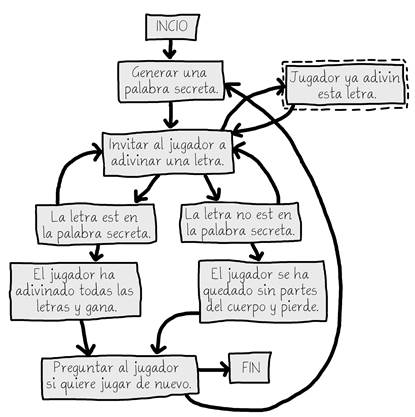 INCIO
Generar una
palabra secreta.
Jugador ya adivin
esta letra.
Invitar al jugador a
adivinar una letra.
La letra est en
la palabra secreta.
La letra no est en
la palabra secreta.
El jugador ha
adivinado todas las
letras y gana.
El jugador se ha
quedado sin partes
del cuerpo y pierde.
Preguntar al jugador
si quiere jugar de nuevo.
FIN